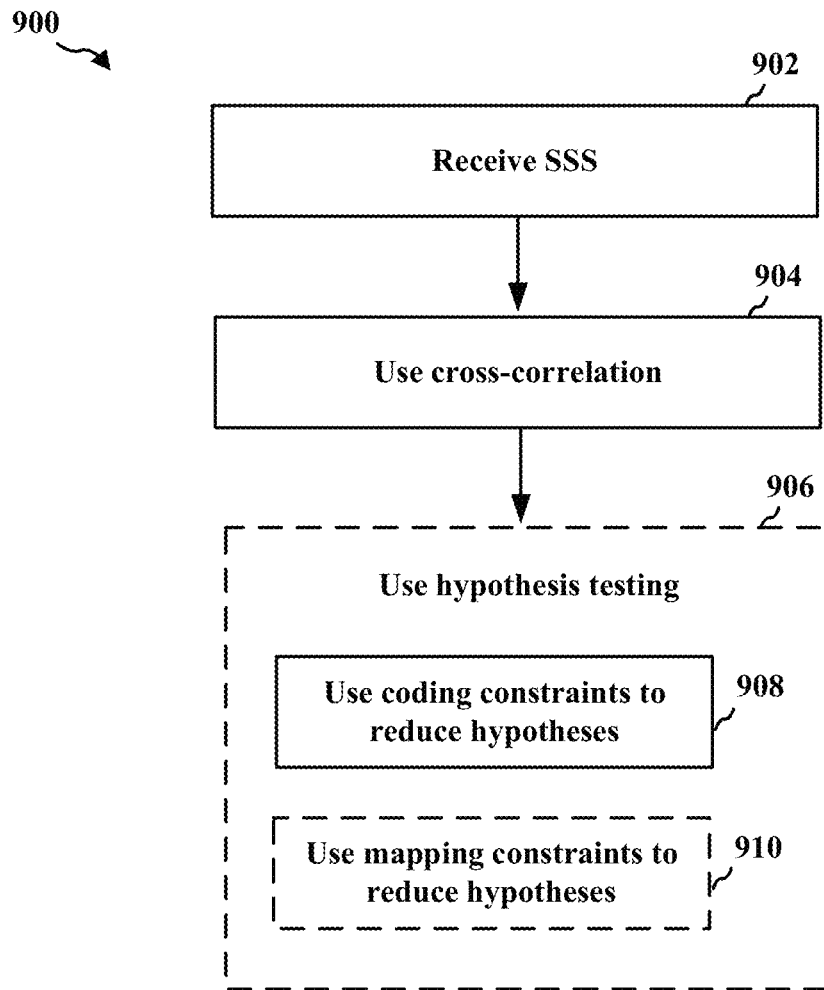 900
902
Receive SSS
904
Use cross-correlation
906
Use hypothesis testing
Use coding constraints to
reduce hypotheses
908
Use mapping constraints to
reduce hypotheses
910